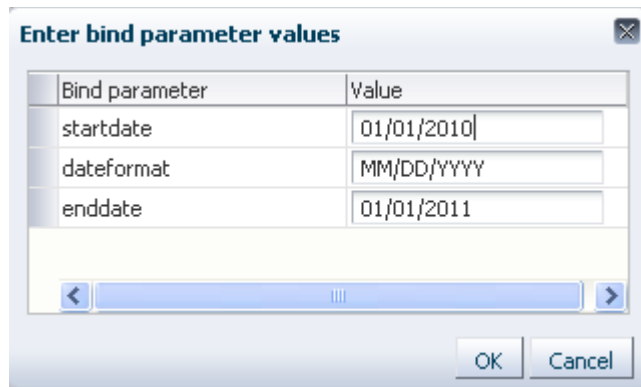 Enter bind parameter values
Bind parameter Value
startdate 01/01/2010
dateformat MM/DD/YYYY
enddate 01/01/2011
OK Cancel